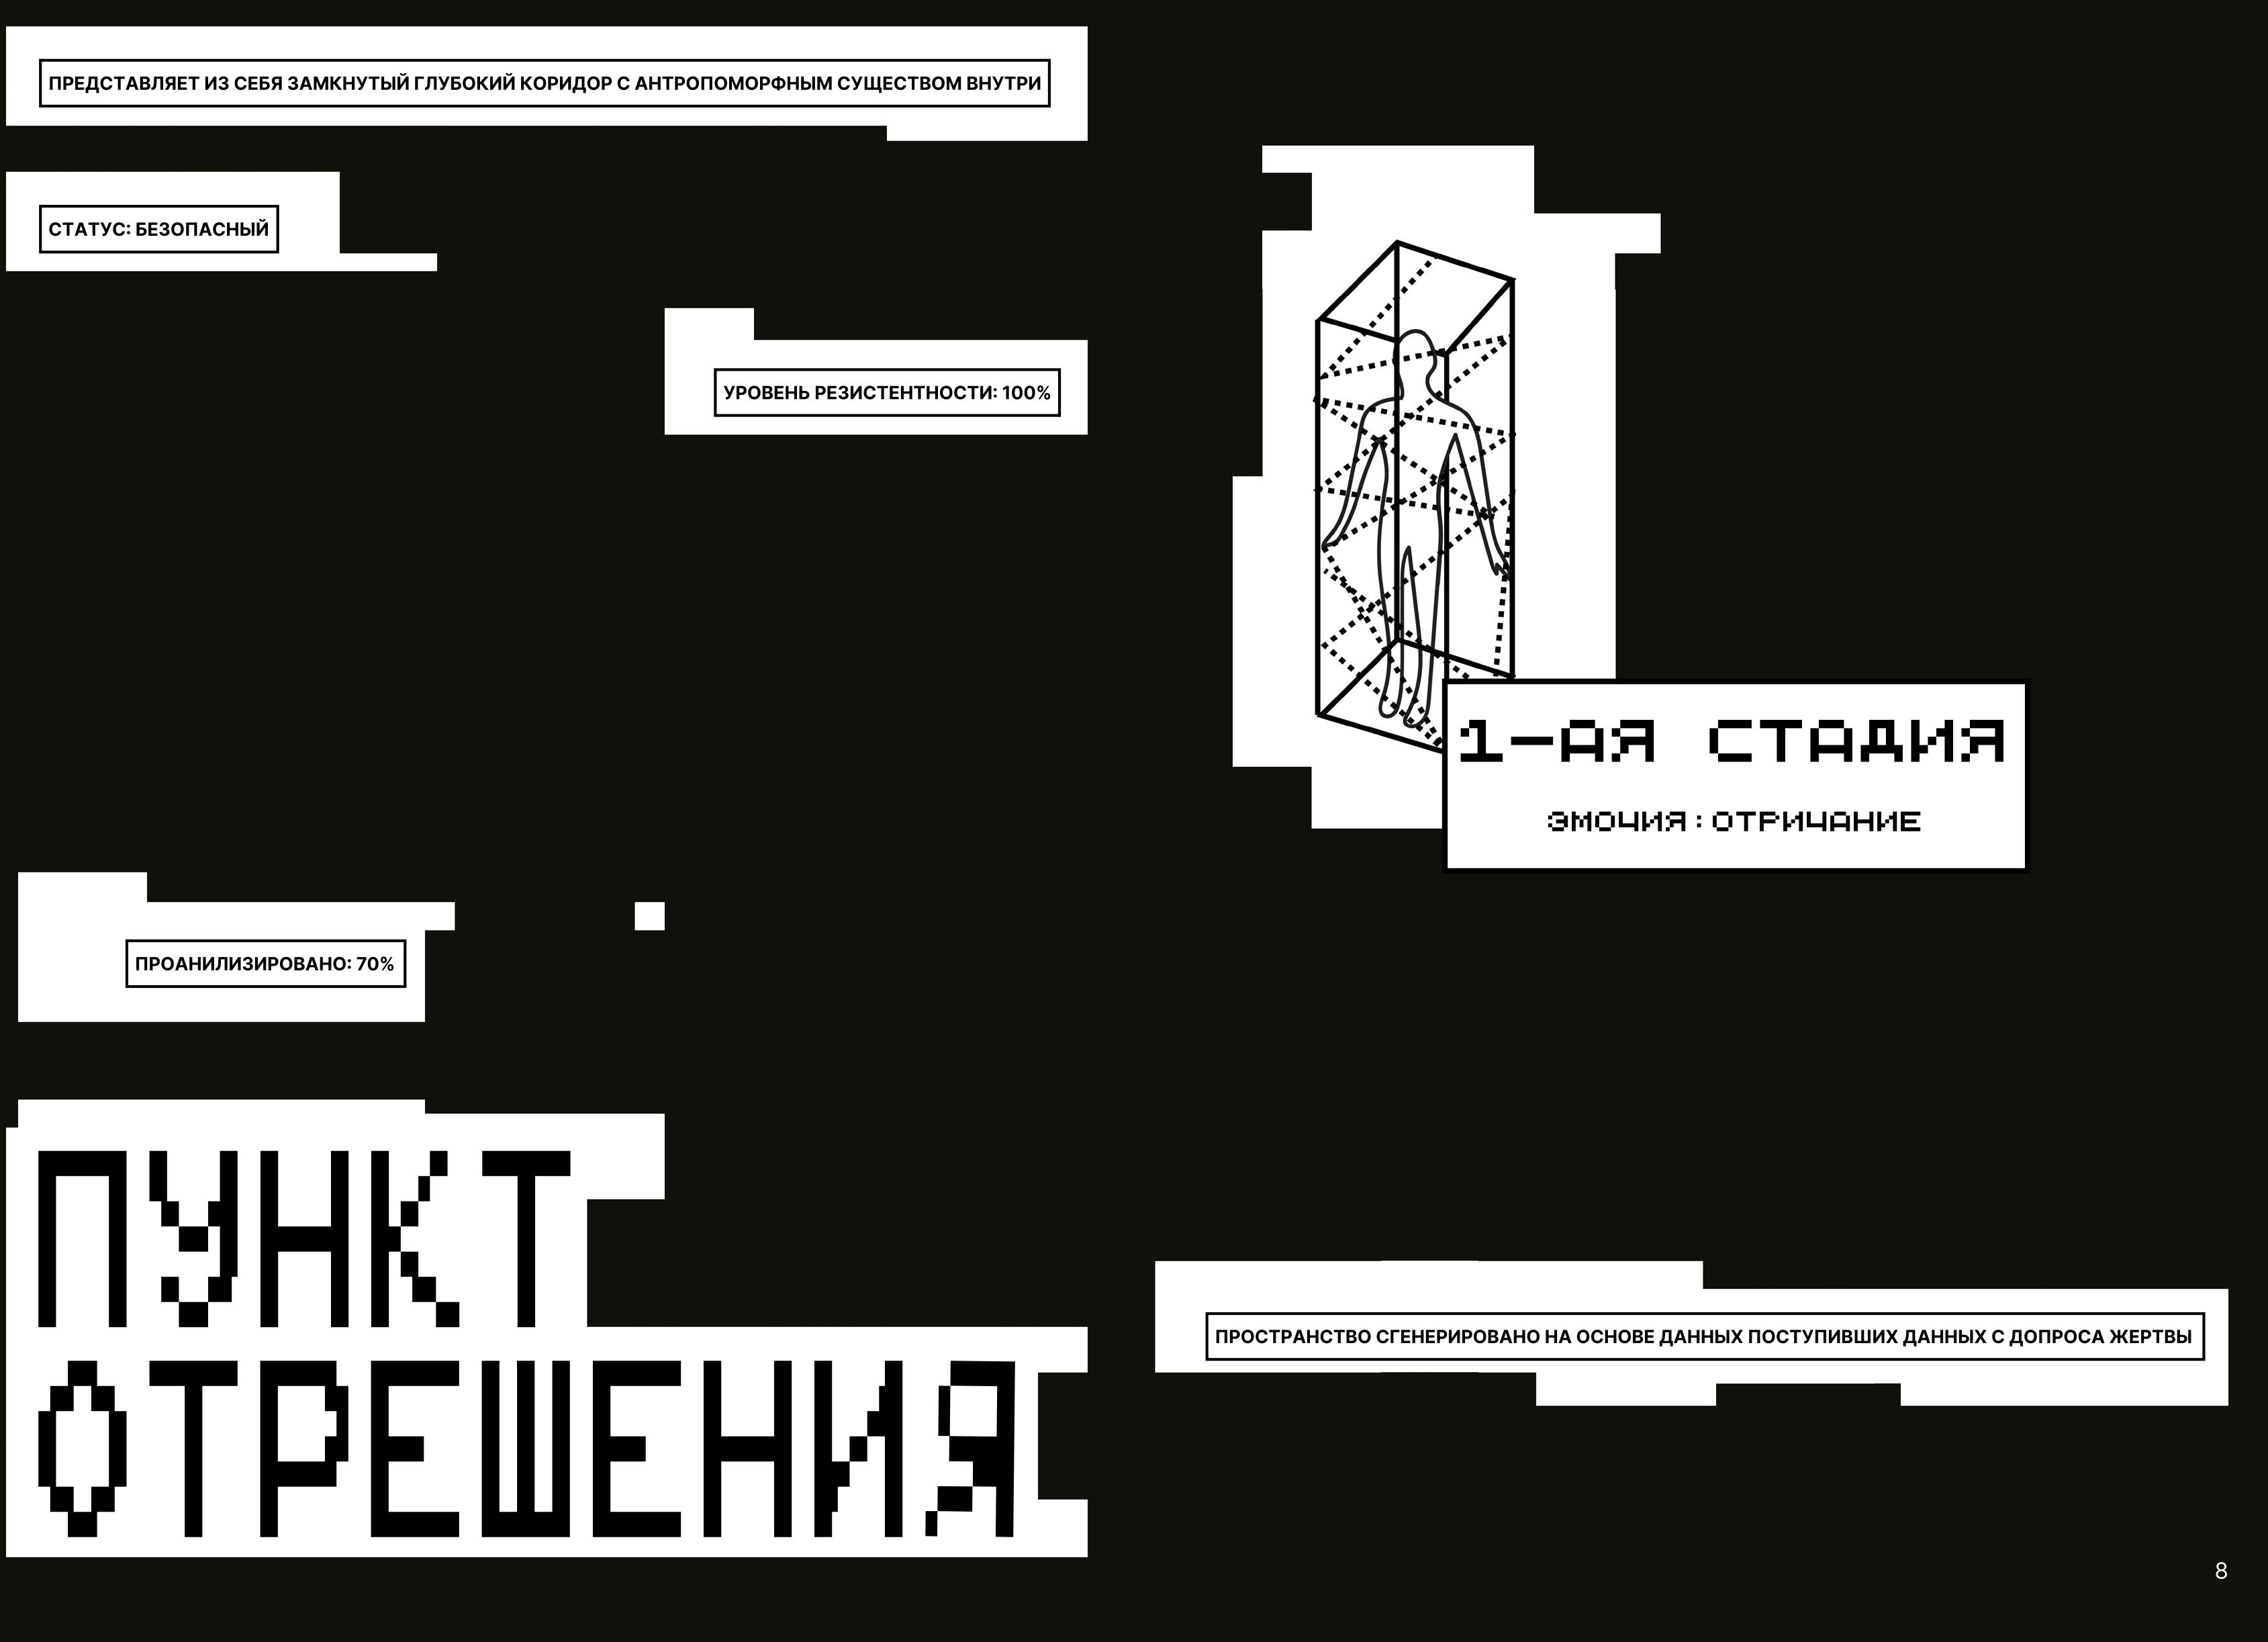 ПРЕДСТАВЛЯЕТ ИЗ СЕБЯ ЗАМКНУТЫЙ ГЛУБОКИЙ КОРИДОР С АНТРОПОМОРФНЫМ СУЩЕСТВОМ ВНУТРИ
СТАТУС: БЕЗОПАСНЫЙ
УРОВЕНЬ РЕЗИСТЕНТНОСТИ: 100%
ПРОАНИЛИЗИРОВАНО: 70%
ПУНКТ
ОТРЕШЕНИЯ
1-АЯ СТАДИЯ
ЭМОЦИЯ:ОТРИЦАНИЕ
ПРОСТРАНСТВО СГЕНЕРИРОВАНО НА ОСНОВЕ ДАННЫХ ПОСТУПИВШИХ ДАННЫХ С ДОПРОСА ЖЕРТВЫ
8